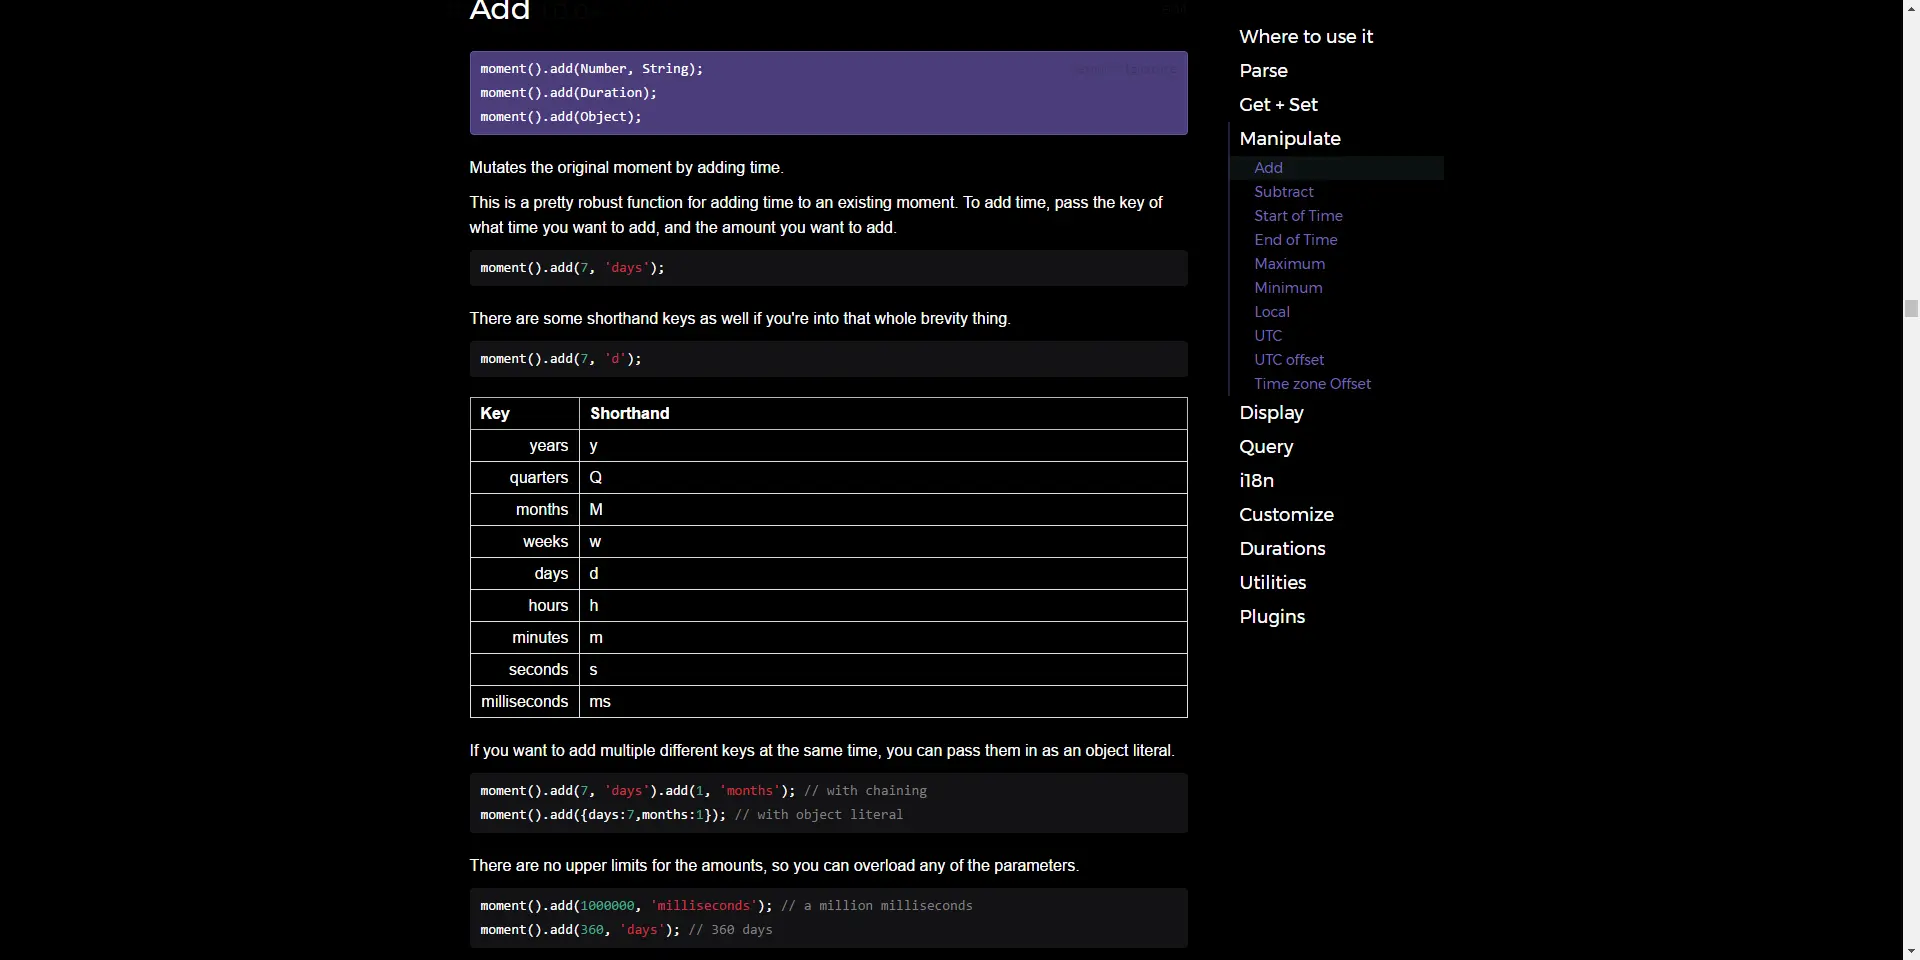 Add
moment().add(Number, String);
moment().add(Duration);
moment().add(Object);
Mutates the original moment by adding time.
This is a pretty robust function for adding time to an existing moment. To add time, pass the key of
what time you want to add, and the amount you want to add.
moment().add(7, 'days');
There are some shorthand keys as well if you're into that whole brevity thing.
moment().add(7, 'd');
Key Shorthand
years y
quarters Q
months M
weeks w
days d
hours h
minutes m
seconds s
milliseconds ms
If you want to add multiple different keys at the same time, you can pass them in as an object literal.
moment().add(7, 'days').add(1, 'months'); // with chaining
moment().add({days:7,months:1}); // with object literal
There are no upper limits for the amounts, so you can overload any of the parameters.
moment().add(1000000, 'milliseconds'); // a million milliseconds
moment().add(360, 'days'); // 360 days
Where to use it
Parse
Get + Set
Manipulate
Add
Subtract
Start of Time
End of Time
Maximum
Minimum
Local
UTC
UTC offset
Time zone Offset
Display
Query
i18n
Customize
Durations
Utilities
Plugins